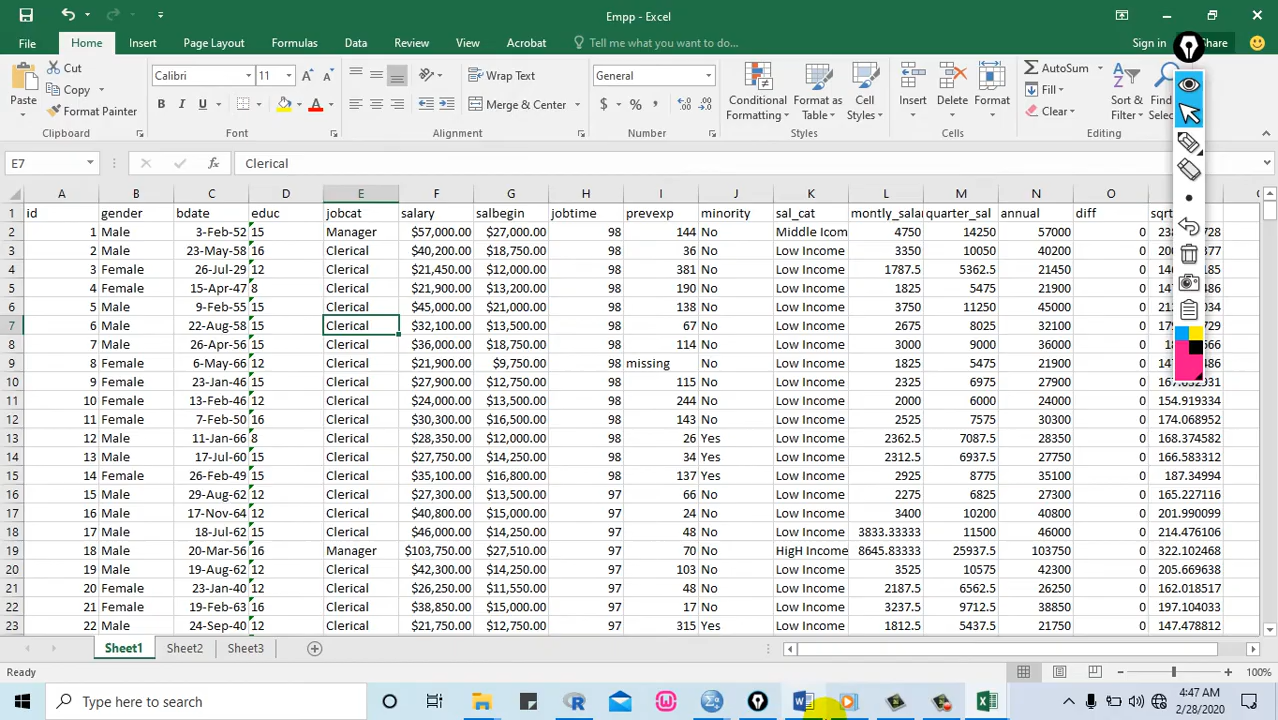 Empp - Excel
File Home Insert Page Layout Formulas Data Review View Acrobat Tell me what you want to do... Sign in Share
Paste Cut Copy Format Painter Clipboard
Calibri 11 B I U A Font
Wrap Text Merge & Center Alignment
General $ % , Number
Conditional Formatting Format as Table Cell Styles Styles
Insert Delete Format Cells
AutoSum Fill Clear Sort & Filter Find Editing
E7 fx Clerical
A B C D E F G H I J K L M N O
1 id gender bdate educ jobcat salary salbegin jobtime prevexp minority sal_cat montly_salar quarter_sal annual diff sqrt
2 1 Male 3-Feb-52 15 Manager $57,000.00 $27,000.00 98 144 No Middle Icom 4750 14250 57000 0
3 2 Male 23-May-58 16 Clerical $40,200.00 $18,750.00 98 36 No Low Income 3350 10050 40200 0
4 3 Female 26-Jul-29 12 Clerical $21,450.00 $12,000.00 98 381 No Low Income 1787.5 5362.5 21450 0
5 4 Female 15-Apr-47 8 Clerical $21,900.00 $13,200.00 98 190 No Low Income 1825 5475 21900 0
6 5 Male 9-Feb-55 15 Clerical $45,000.00 $21,000.00 98 138 No Low Income 3750 11250 45000 0
7 6 Male 22-Aug-58 15 Clerical $32,100.00 $13,500.00 98 67 No Low Income 2675 8025 32100 0
8 7 Male 26-Apr-56 15 Clerical $36,000.00 $18,750.00 98 114 No Low Income 3000 9000 36000 0
9 8 Female 6-May-66 12 Clerical $21,900.00 $9,750.00 98 missing No Low Income 1825 5475 21900 0
10 9 Female 23-Jan-46 15 Clerical $27,900.00 $12,750.00 98 115 No Low Income 2325 6975 27900 0 167.032931
11 10 Female 13-Feb-46 12 Clerical $24,000.00 $13,500.00 98 244 No Low Income 2000 6000 24000 0 154.919334
12 11 Female 7-Feb-50 16 Clerical $30,300.00 $16,500.00 98 143 No Low Income 2525 7575 30300 0 174.068952
13 12 Male 11-Jan-66 8 Clerical $28,350.00 $12,000.00 98 26 Yes Low Income 2362.5 7087.5 28350 0 168.374582
14 13 Male 17-Jul-60 15 Clerical $27,750.00 $14,250.00 98 34 Yes Low Income 2312.5 6937.5 27750 0 166.583312
15 14 Female 26-Feb-49 15 Clerical $35,100.00 $16,800.00 98 137 Yes Low Income 2925 8775 35100 0 187.34994
16 15 Male 29-Aug-62 12 Clerical $27,300.00 $13,500.00 97 66 No Low Income 2275 6825 27300 0 165.227116
17 16 Male 17-Nov-64 12 Clerical $40,800.00 $15,000.00 97 24 No Low Income 3400 10200 40800 0 201.990099
18 17 Male 18-Jul-62 15 Clerical $46,000.00 $14,250.00 97 48 No Low Income 3833.33333 11500 46000 0 214.476106
19 18 Male 20-Mar-56 16 Manager $103,750.00 $27,510.00 97 70 No HigH Income 8645.83333 25937.5 103750 0 322.102468
20 19 Male 19-Aug-62 12 Clerical $42,300.00 $14,250.00 97 103 No Low Income 3525 10575 42300 0 205.669638
21 20 Female 23-Jan-40 12 Clerical $26,250.00 $11,550.00 97 48 No Low Income 2187.5 6562.5 26250 0 162.018517
22 21 Female 19-Feb-63 16 Clerical $38,850.00 $15,000.00 97 17 No Low Income 3237.5 9712.5 38850 0 197.104033
23 22 Male 24-Sep-40 12 Clerical $21,750.00 $12,750.00 97 315 Yes Low Income 1812.5 5437.5 21750 0 147.478812
Sheet1 Sheet2 Sheet3
Ready 100%
Type here to search 4:47 AM
2/28/2020